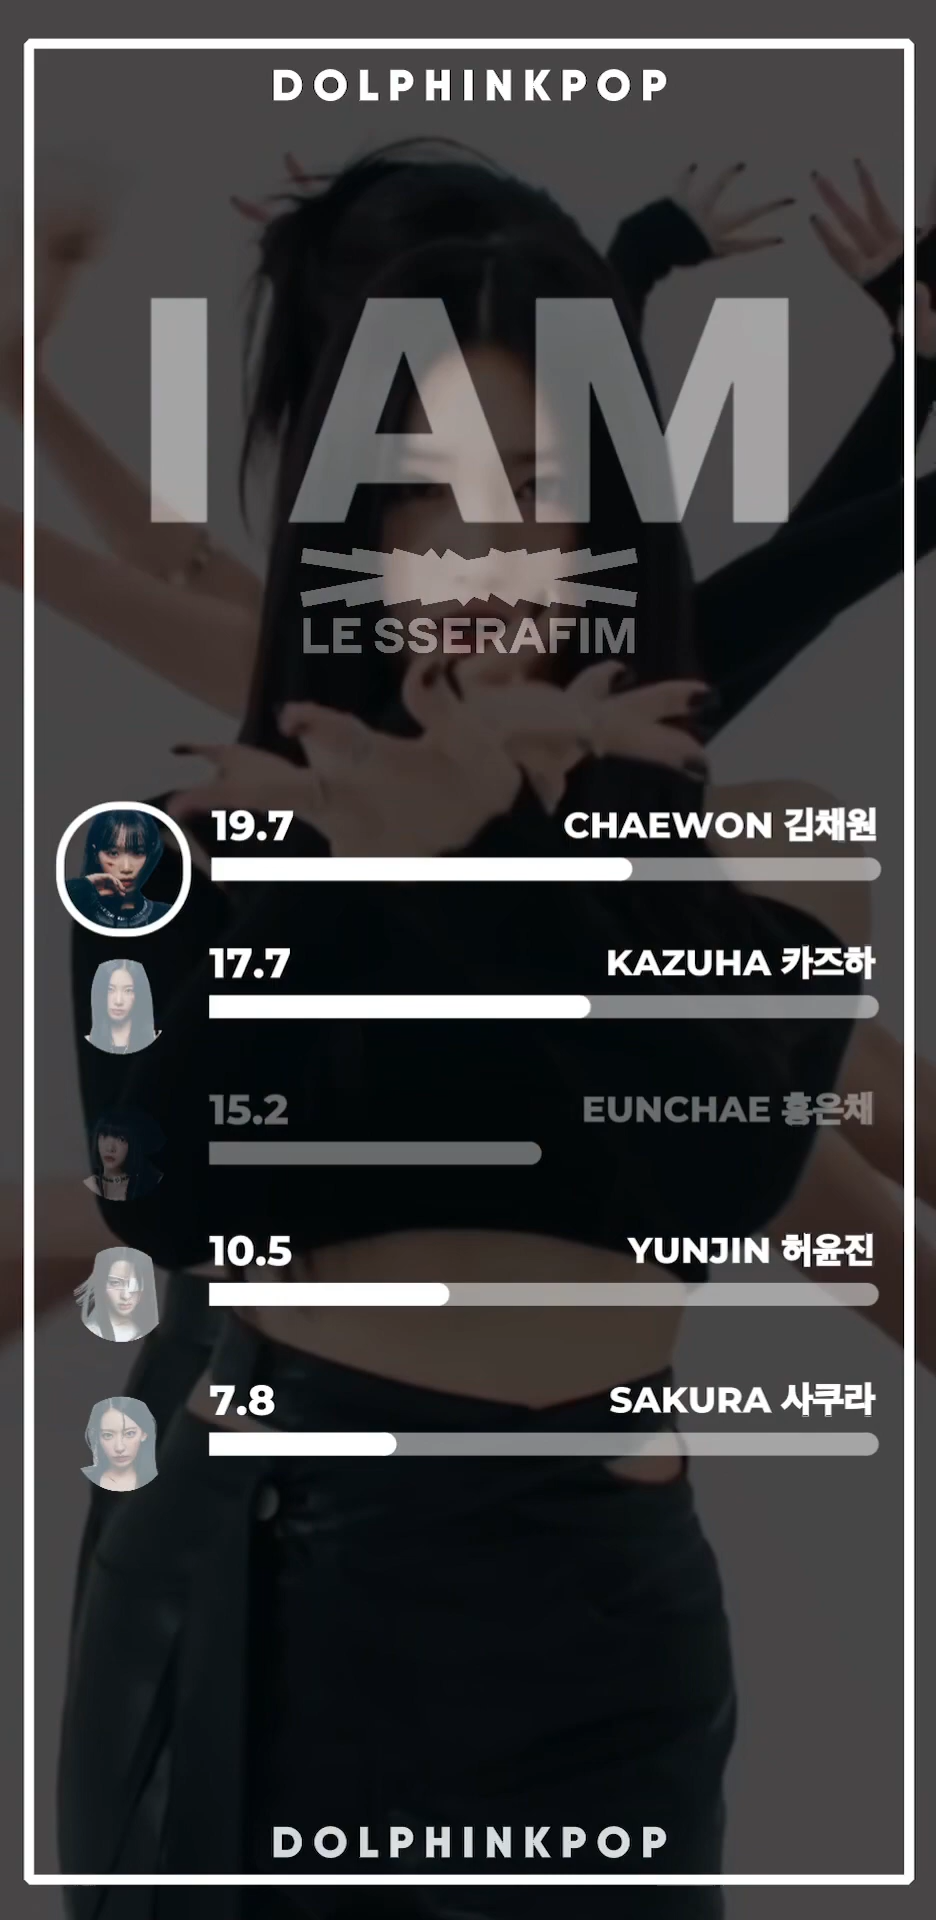 DOLPHINKPOP
I AM
LE SSERAFIM
19.7 CHAEWON 김채원
17.7 KAZUHA 카즈하
15.2 EUNCHAE 홍은채
10.5 YUNJIN 허윤진
7.8 SAKURA 사쿠라
DOLPHINKPOP